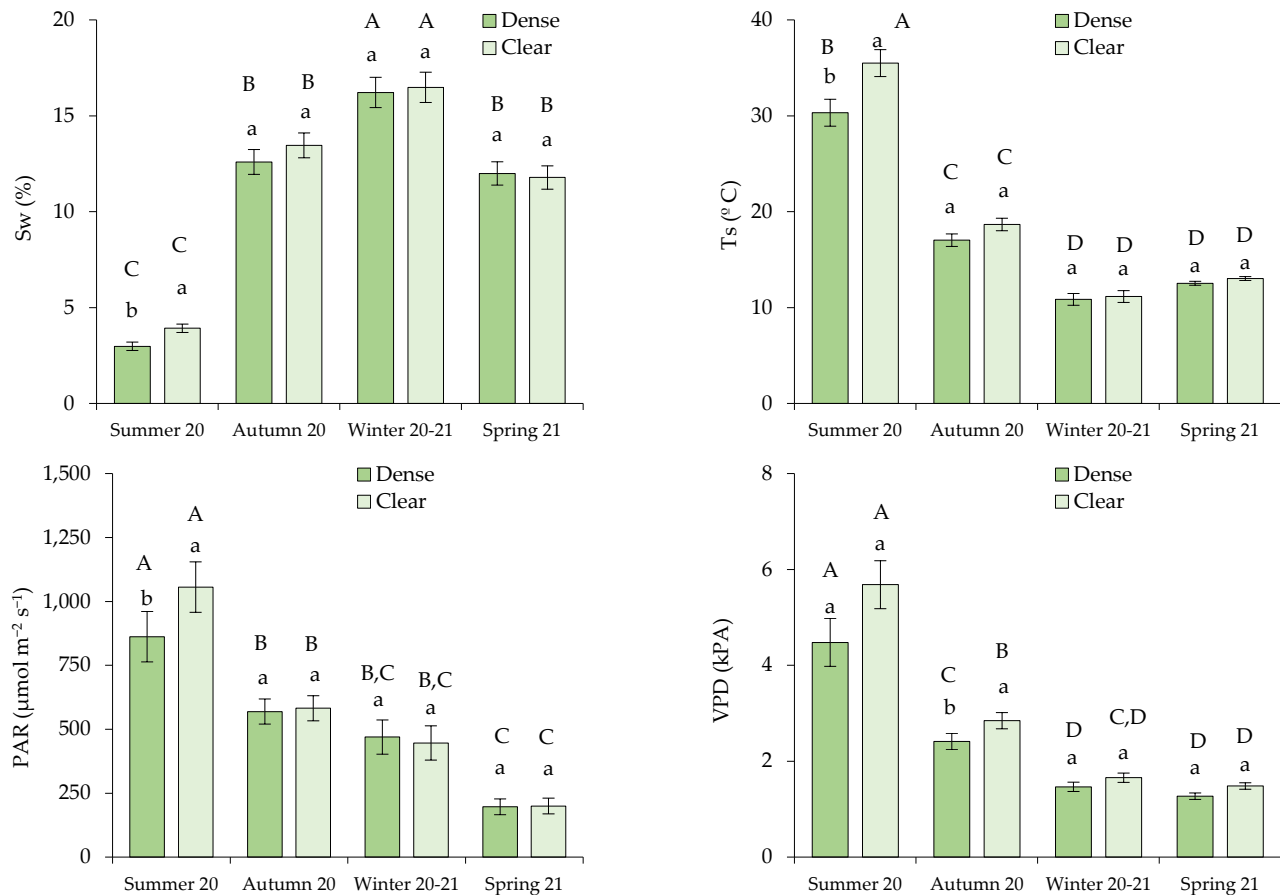 20
15
10
5
0
Sw (%)
Dense
Clear
C
b
C
a
B
a
B
a
A
a
A
a
B
a
B
a
Summer 20
Autumn 20
Winter 20-21
Spring 21
40
30
20
10
0
Ts (º C)
Dense
Clear
B
b
A
a
C
a
C
a
D
a
D
a
D
a
D
a
Summer 20
Autumn 20
Winter 20-21
Spring 21
1,500
1,250
1,000
750
500
250
0
PAR (μmol m⁻² s⁻¹)
Dense
Clear
A
b
A
a
B
a
B
a
B,C
a
B,C
a
C
a
C
a
Summer 20
Autumn 20
Winter 20-21
Spring 21
8
6
4
2
0
VPD (kPA)
Dense
Clear
A
a
A
a
C
b
B
a
D
a
C,D
a
D
a
D
a
Summer 20
Autumn 20
Winter 20-21
Spring 21